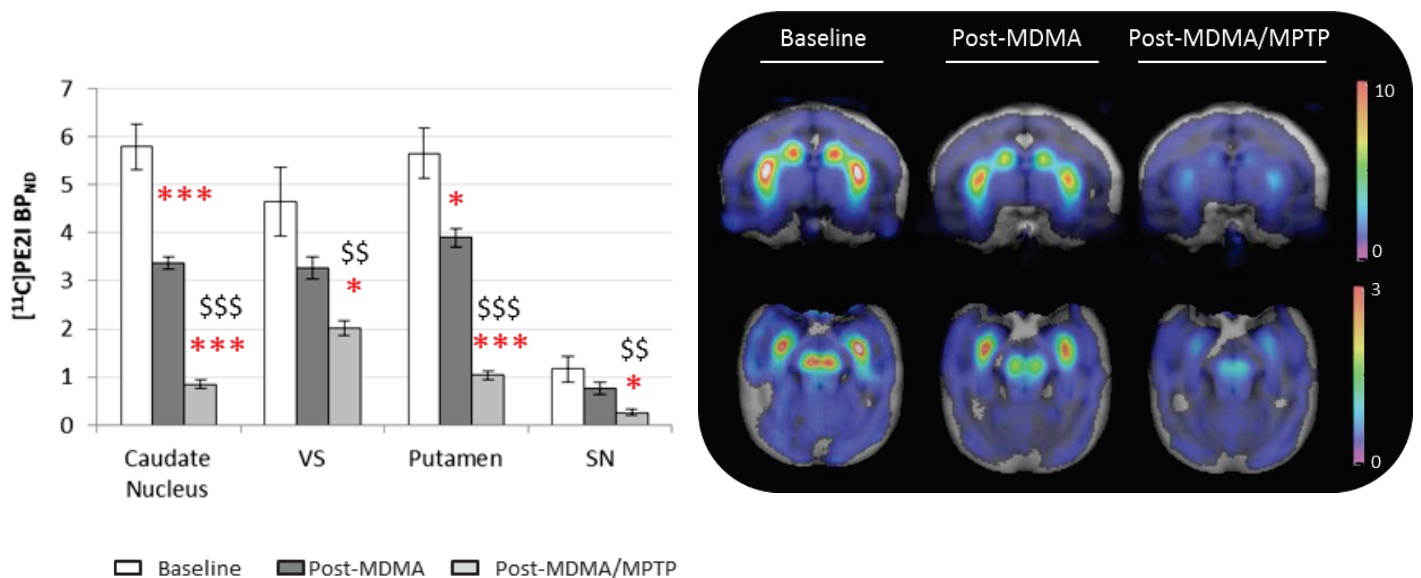 [¹¹C]PE2I BP_ND
7
6
5
4
3
2
1
0
***
$$$
***
$$
*
*
$$$
***
$$
*
Caudate
Nucleus
VS
Putamen
SN
Baseline
Post-MDMA
Post-MDMA/MPTP
Baseline
Post-MDMA
Post-MDMA/MPTP
10
0
3
0